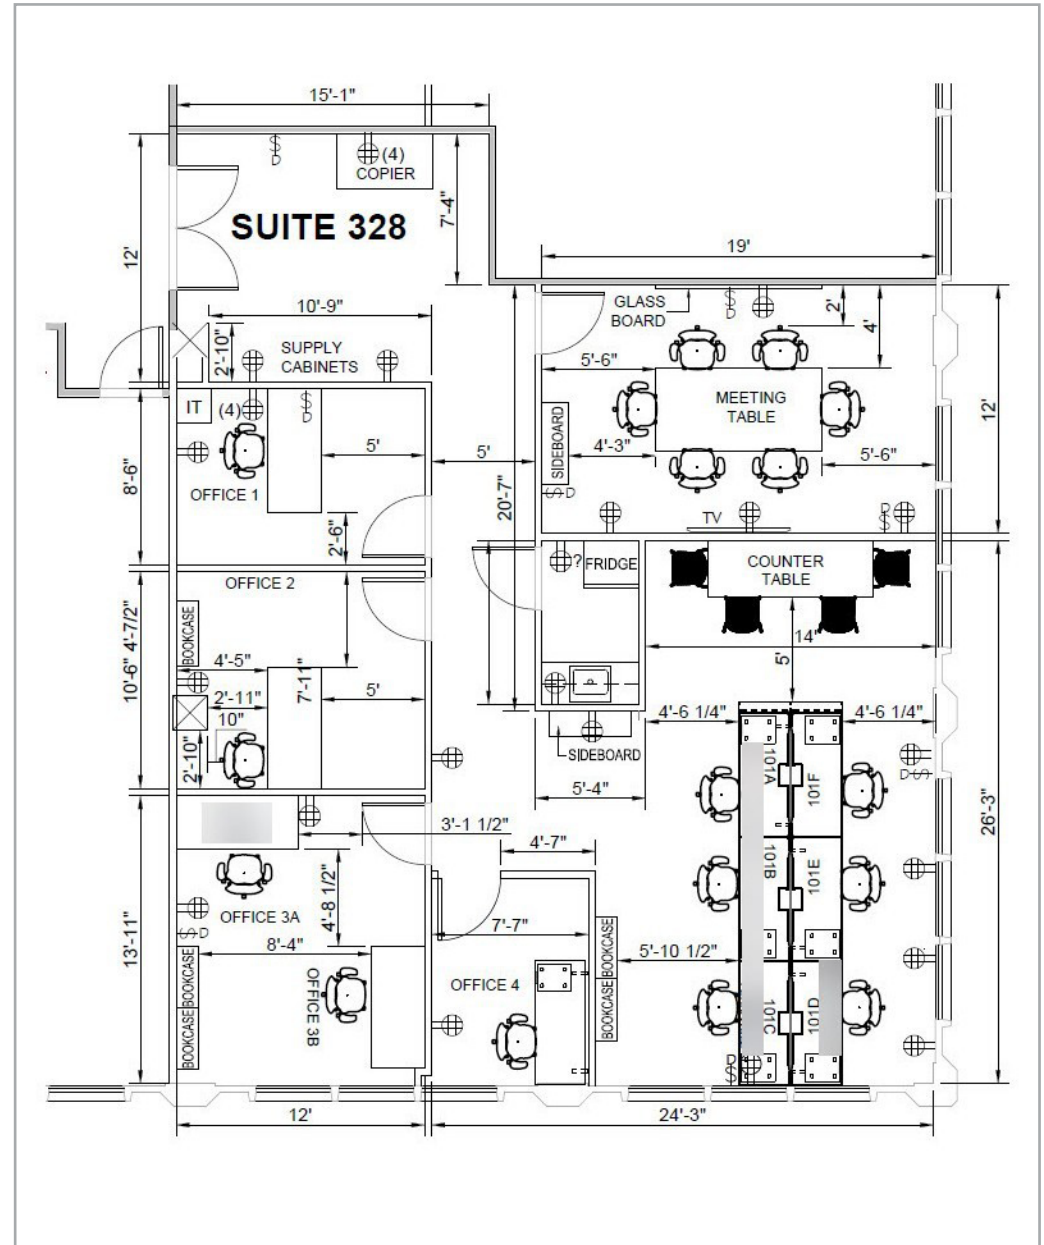 15'-1"
(4)
COPIER
SUITE 328
7'-4"
12'
10'-9"
2'-10"
SUPPLY
CABINETS
19'
GLASS
BOARD
2'
4'
5'-6"
MEETING
TABLE
SIDEBOARD
4'-3"
5'-6"
12'
TV
IT
(4)
5'
8'-6"
OFFICE 1
2'-6"
5'
20'-7"
OFFICE 2
BOOKCASE
4'-5"
2'-11"
10"
7'-11"
5'
10'-6" 4'-7/2"
2'-10"
?
FRIDGE
COUNTER
TABLE
14"
5'
4'-6 1/4"
4'-6 1/4"
SIDEBOARD
5'-4"
26'-3"
3'-1 1/2"
4'-7"
OFFICE 3A
4'-8 1/2"
8'-4"
13'-11"
BOOKCASE
BOOKCASE
OFFICE 3B
7'-7"
OFFICE 4
BOOKCASE
BOOKCASE
5'-10 1/2"
101A
101F
101B
101E
101C
101D
12'
24'-3"